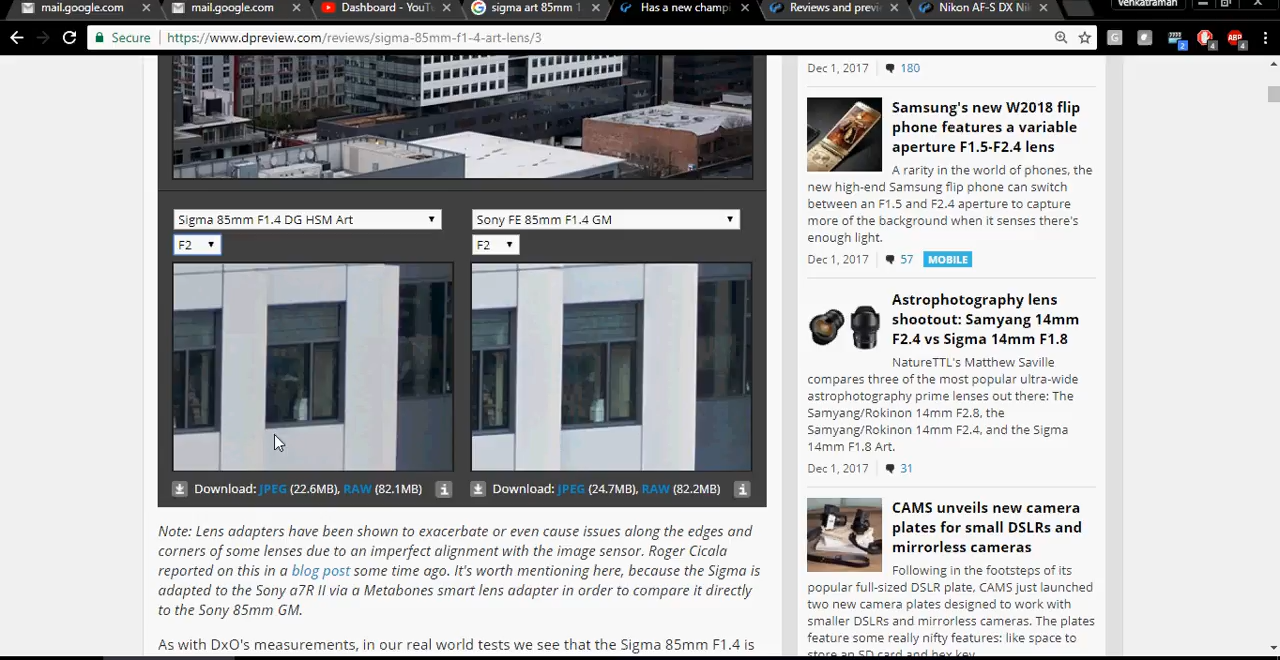 mail.google.com
mail.google.com
Dashboard - YouTu
sigma art 85mm 1
Has a new champi
Reviews and previ
Nikon AF-S DX Nik
Venkatraman
Secure
https://www.dpreview.com/reviews/sigma-85mm-f1-4-art-lens/3
Sigma 85mm F1.4 DG HSM Art
Sony FE 85mm F1.4 GM
F2
F2
Download: JPEG (22.6MB), RAW (82.1MB)
Download: JPEG (24.7MB), RAW (82.2MB)
Note: Lens adapters have been shown to exacerbate or even cause issues along the edges and
corners of some lenses due to an imperfect alignment with the image sensor. Roger Cicala
reported on this in a blog post some time ago. It's worth mentioning here, because the Sigma is
adapted to the Sony a7R II via a Metabones smart lens adapter in order to compare it directly
to the Sony 85mm GM.
As with DxO's measurements, in our real world tests we see that the Sigma 85mm F1.4 is
Dec 1, 2017 180
Samsung's new W2018 flip
phone features a variable
aperture F1.5-F2.4 lens
A rarity in the world of phones, the
new high-end Samsung flip phone can switch
between an F1.5 and F2.4 aperture to capture
more of the background when it senses there's
enough light.
Dec 1, 2017 57 MOBILE
Astrophotography lens
shootout: Samyang 14mm
F2.4 vs Sigma 14mm F1.8
NatureTTL's Matthew Saville
compares three of the most popular ultra-wide
astrophotography prime lenses out there: The
Samyang/Rokinon 14mm F2.8, the
Samyang/Rokinon 14mm F2.4, and the Sigma
14mm F1.8 Art.
Dec 1, 2017 31
CAMS unveils new camera
plates for small DSLRs and
mirrorless cameras
Following in the footsteps of its
popular full-sized DSLR plate, CAMS just launched
two new camera plates designed to work with
smaller DSLRs and mirrorless cameras. The plates
feature some really nifty features: like space to
store an SD card and hex key.